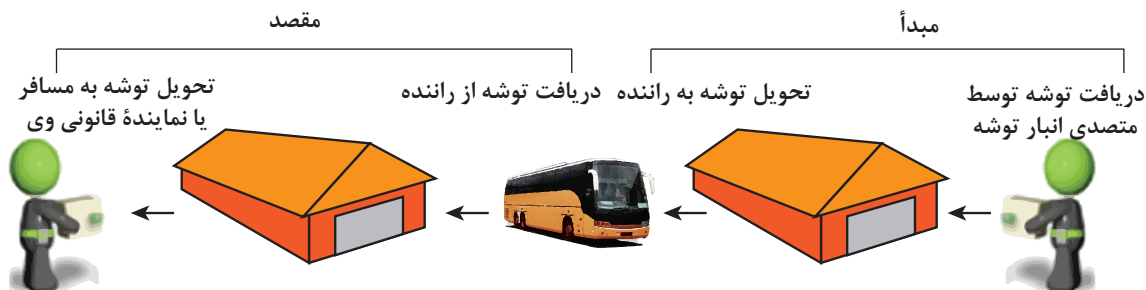 مبدأ
مقصد
دریافت توشه توسط
متصدی انبار توشه
تحویل توشه به راننده
دریافت توشه از راننده
تحویل توشه به مسافر
یا نمایندهٔ قانونی وی